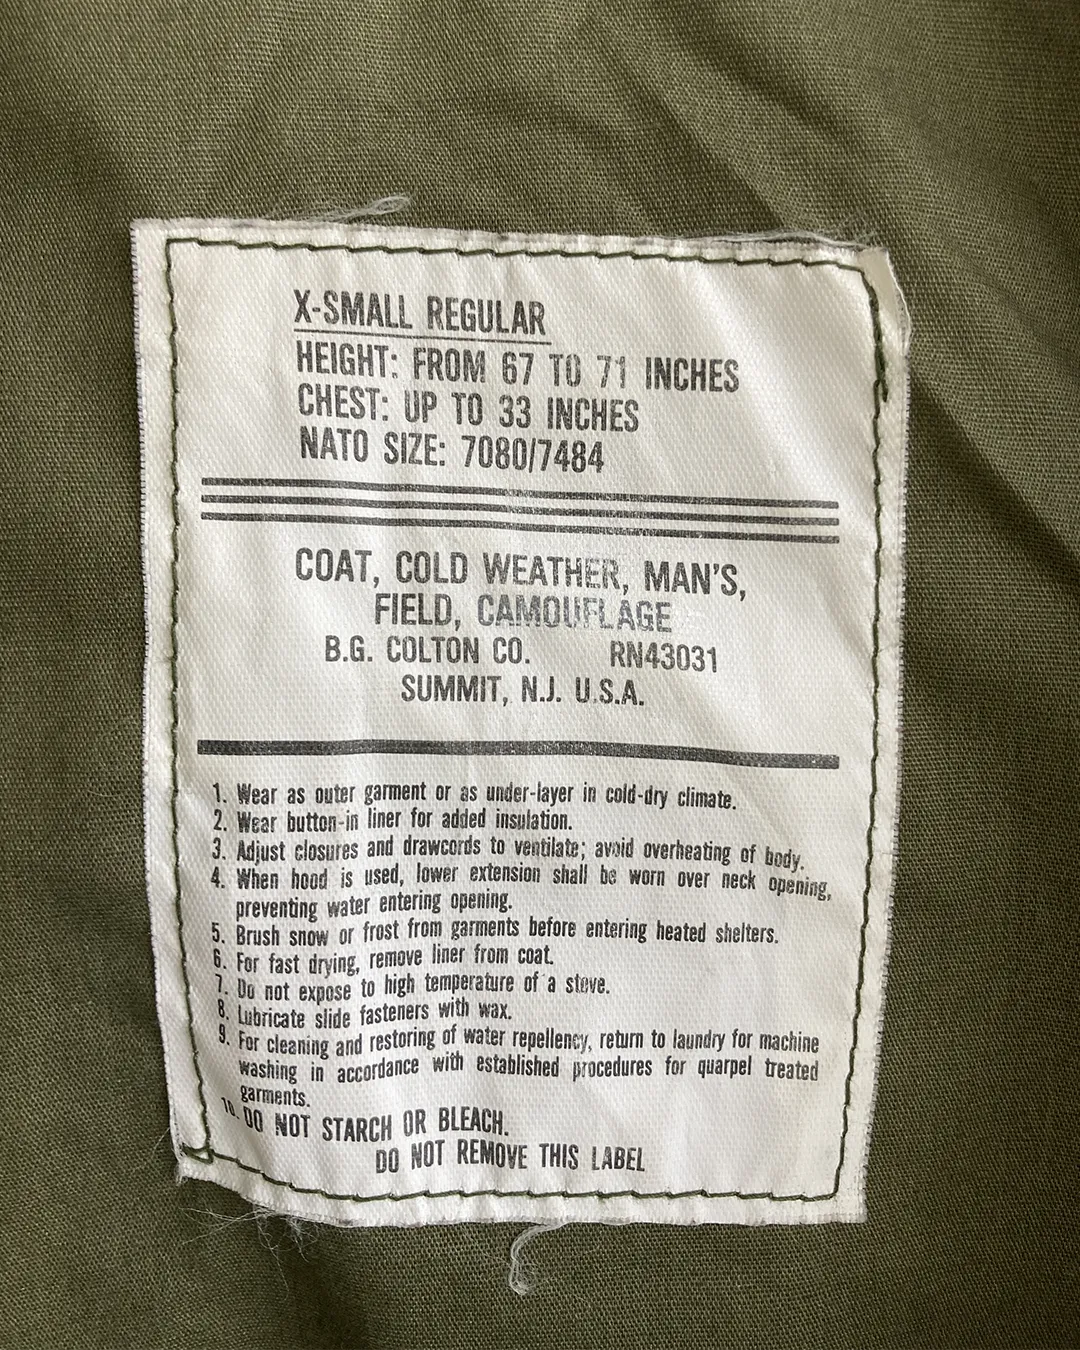 X-SMALL REGULAR
HEIGHT: FROM 67 TO 71 INCHES
CHEST: UP TO 33 INCHES
NATO SIZE: 7080/7484
COAT, COLD WEATHER, MAN'S,
FIELD, CAMOUFLAGE
B.G. COLTON CO. RN43031
SUMMIT, N.J. U.S.A.
1. Wear as outer garment or as under-layer in cold-dry climate.
2. Wear button-in liner for added insulation.
3. Adjust closures and drawcords to ventilate; avoid overheating of body.
4. When hood is used, lower extension shall be worn over neck opening,
preventing water entering opening.
5. Brush snow or frost from garments before entering heated shelters.
6. For fast drying, remove liner from coat.
7. Do not expose to high temperature of a stove.
8. Lubricate slide fasteners with wax.
9. For cleaning and restoring of water repellency, return to laundry for machine
washing in accordance with established procedures for quarpel treated
garments.
10. DO NOT STARCH OR BLEACH.
DO NOT REMOVE THIS LABEL